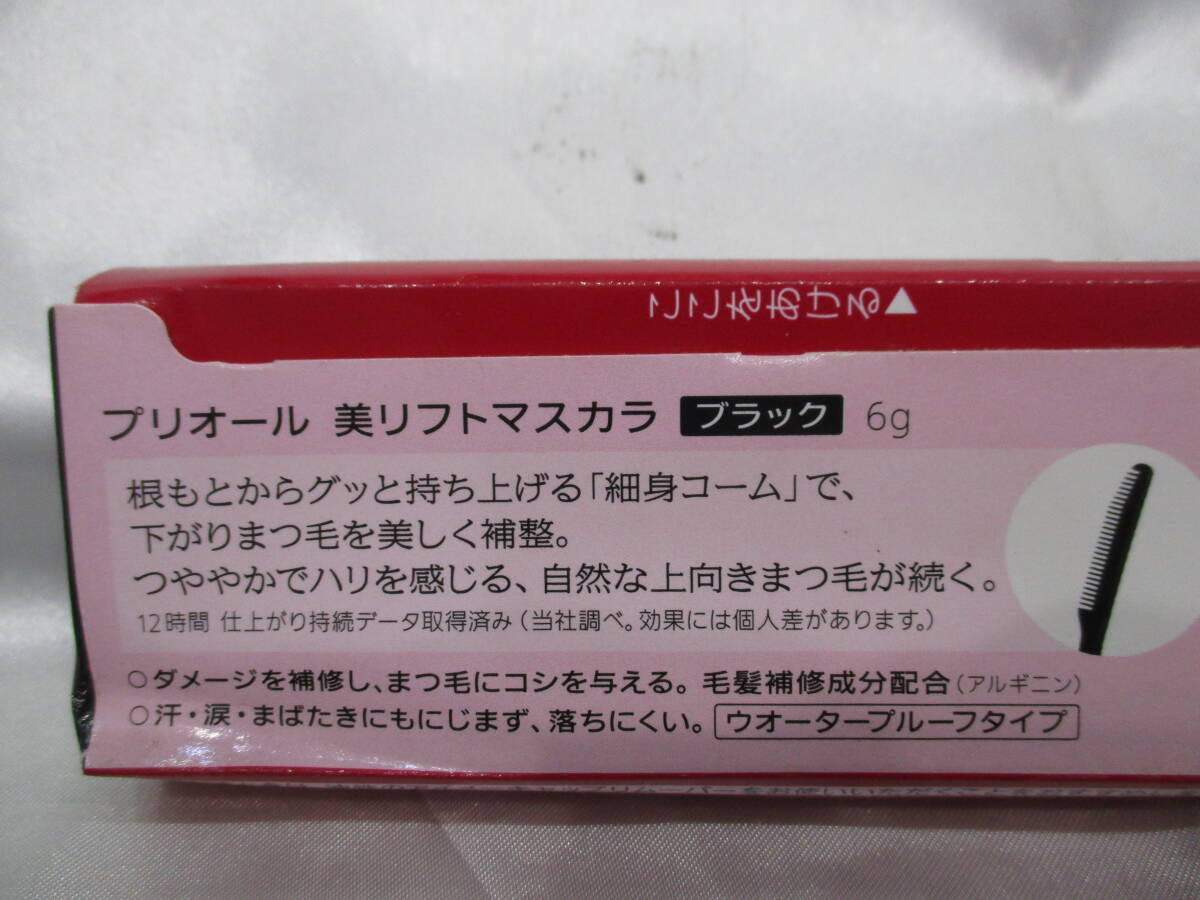 ここをあける▲
プリオール 美リフトマスカラ ブラック 6g
根もとからグッと持ち上げる「細身コーム」で、
下がりまつ毛を美しく補整。
つややかでハリを感じる、自然な上向きまつ毛が続く。
12時間 仕上がり持続データ取得済み(当社調べ。効果には個人差があります。)
○ダメージを補修し、まつ毛にコシを与える。毛髪補修成分配合(アルギニン)
○汗・涙・まばたきにもにじまず、落ちにくい。ウオータープルーフタイプ